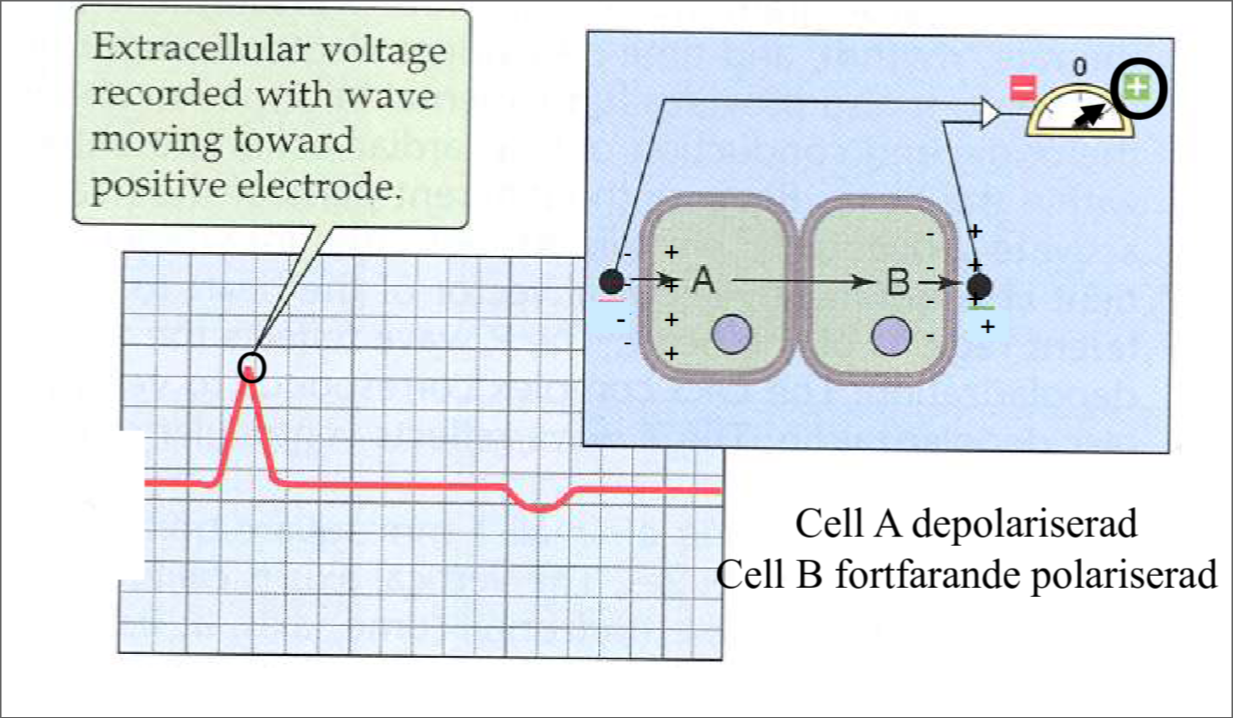 Extracellular voltage
recorded with wave
moving toward
positive electrode.
− 0 +
A B
- + - +
- + - +
- + - +
- + - +
Cell A depolariserad
Cell B fortfarande polariserad